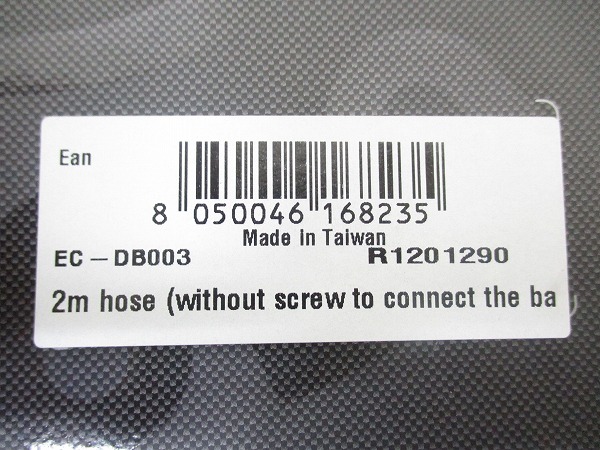 Ean
8 050046 168235
Made in Taiwan
EC-DB003 R1201290
2m hose (without screw to connect the ba